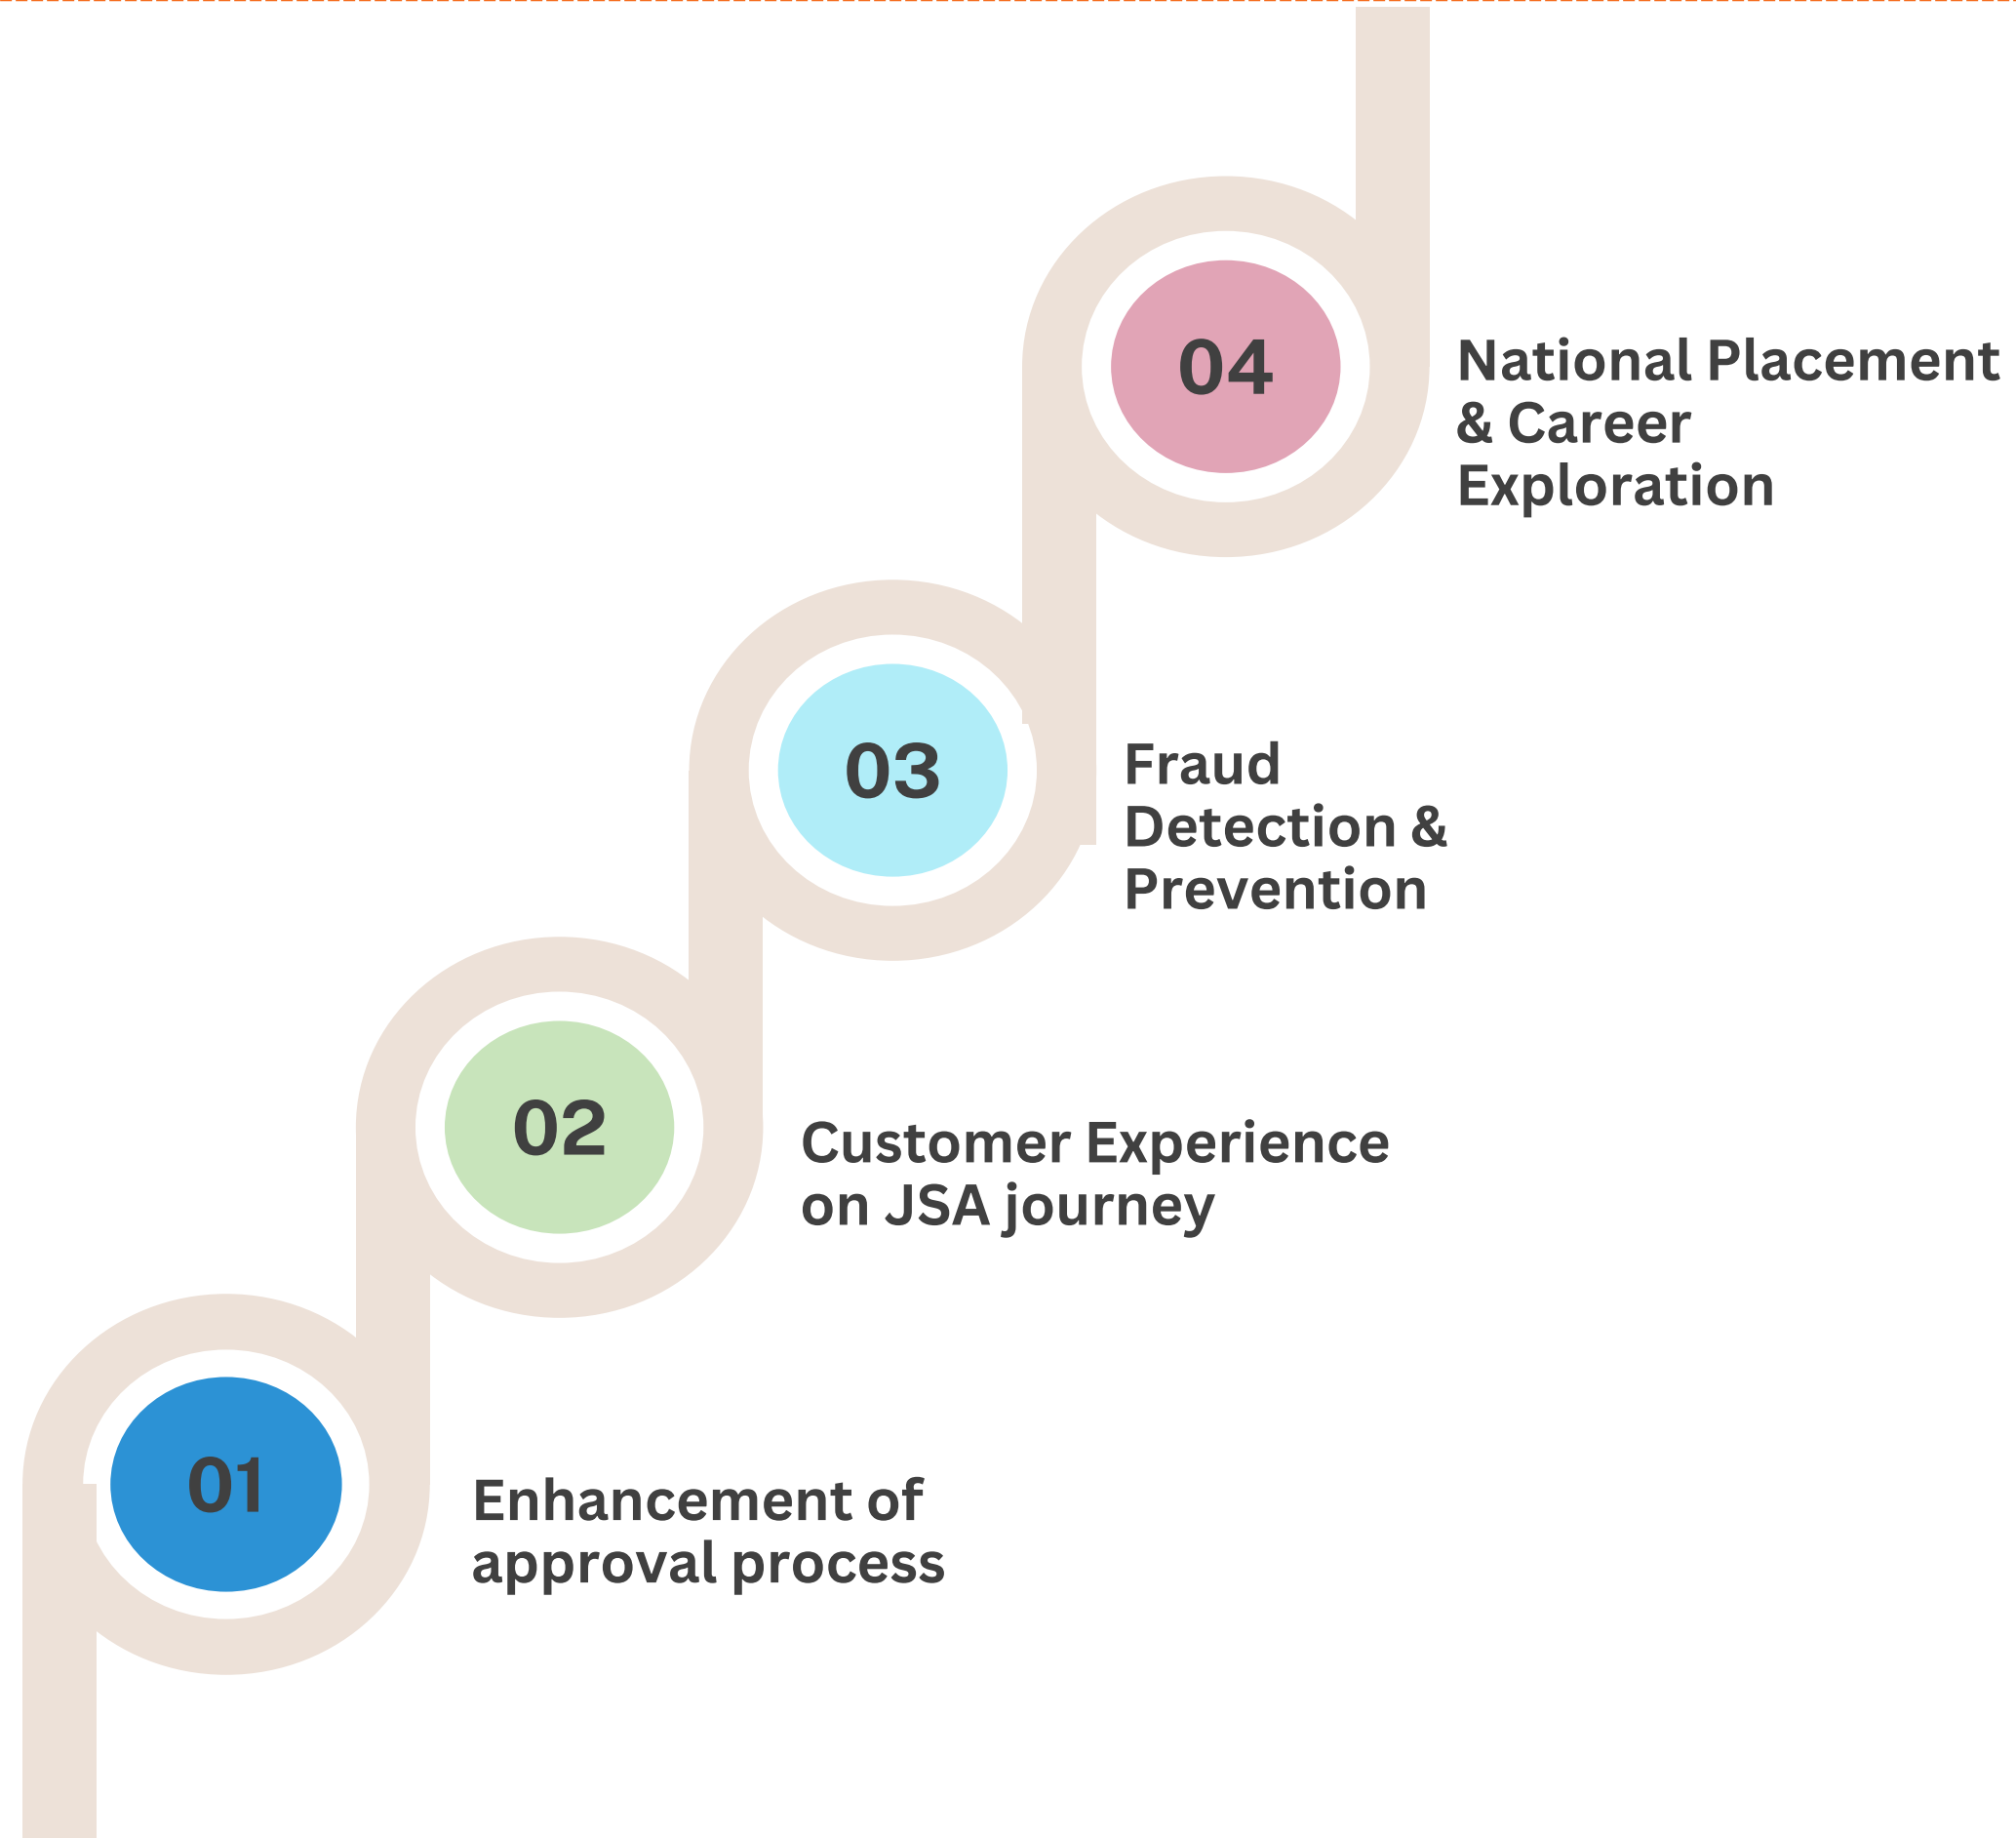 04
National Placement
& Career
Exploration
03
Fraud
Detection &
Prevention
02
Customer Experience
on JSA journey
01
Enhancement of
approval process